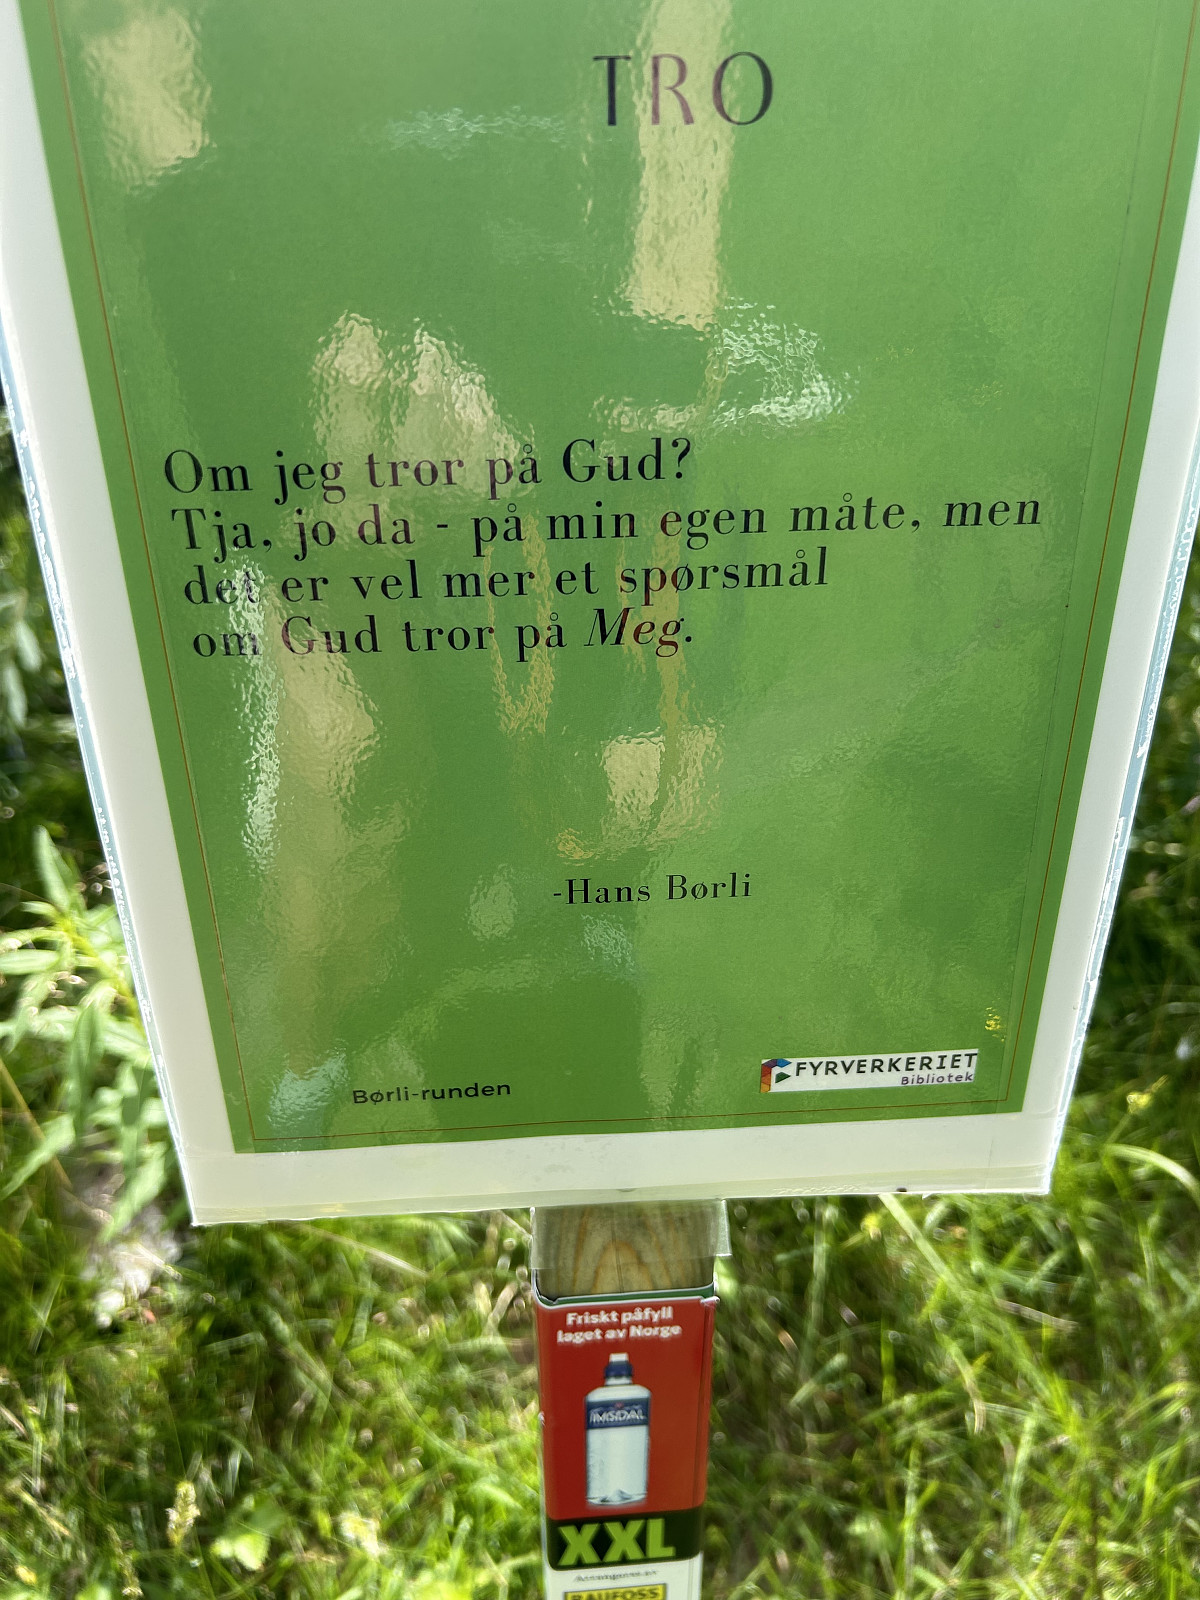 TRO
Om jeg tror på Gud?
Tja, jo da - på min egen måte, men
det er vel mer et spørsmål
om Gud tror på Meg.
-Hans Børli
Børli-runden
FYRVERKERIET
Bibliotek
Friskt påfyll
laget av Norge
IMSDAL
XXL
RAUFOSS